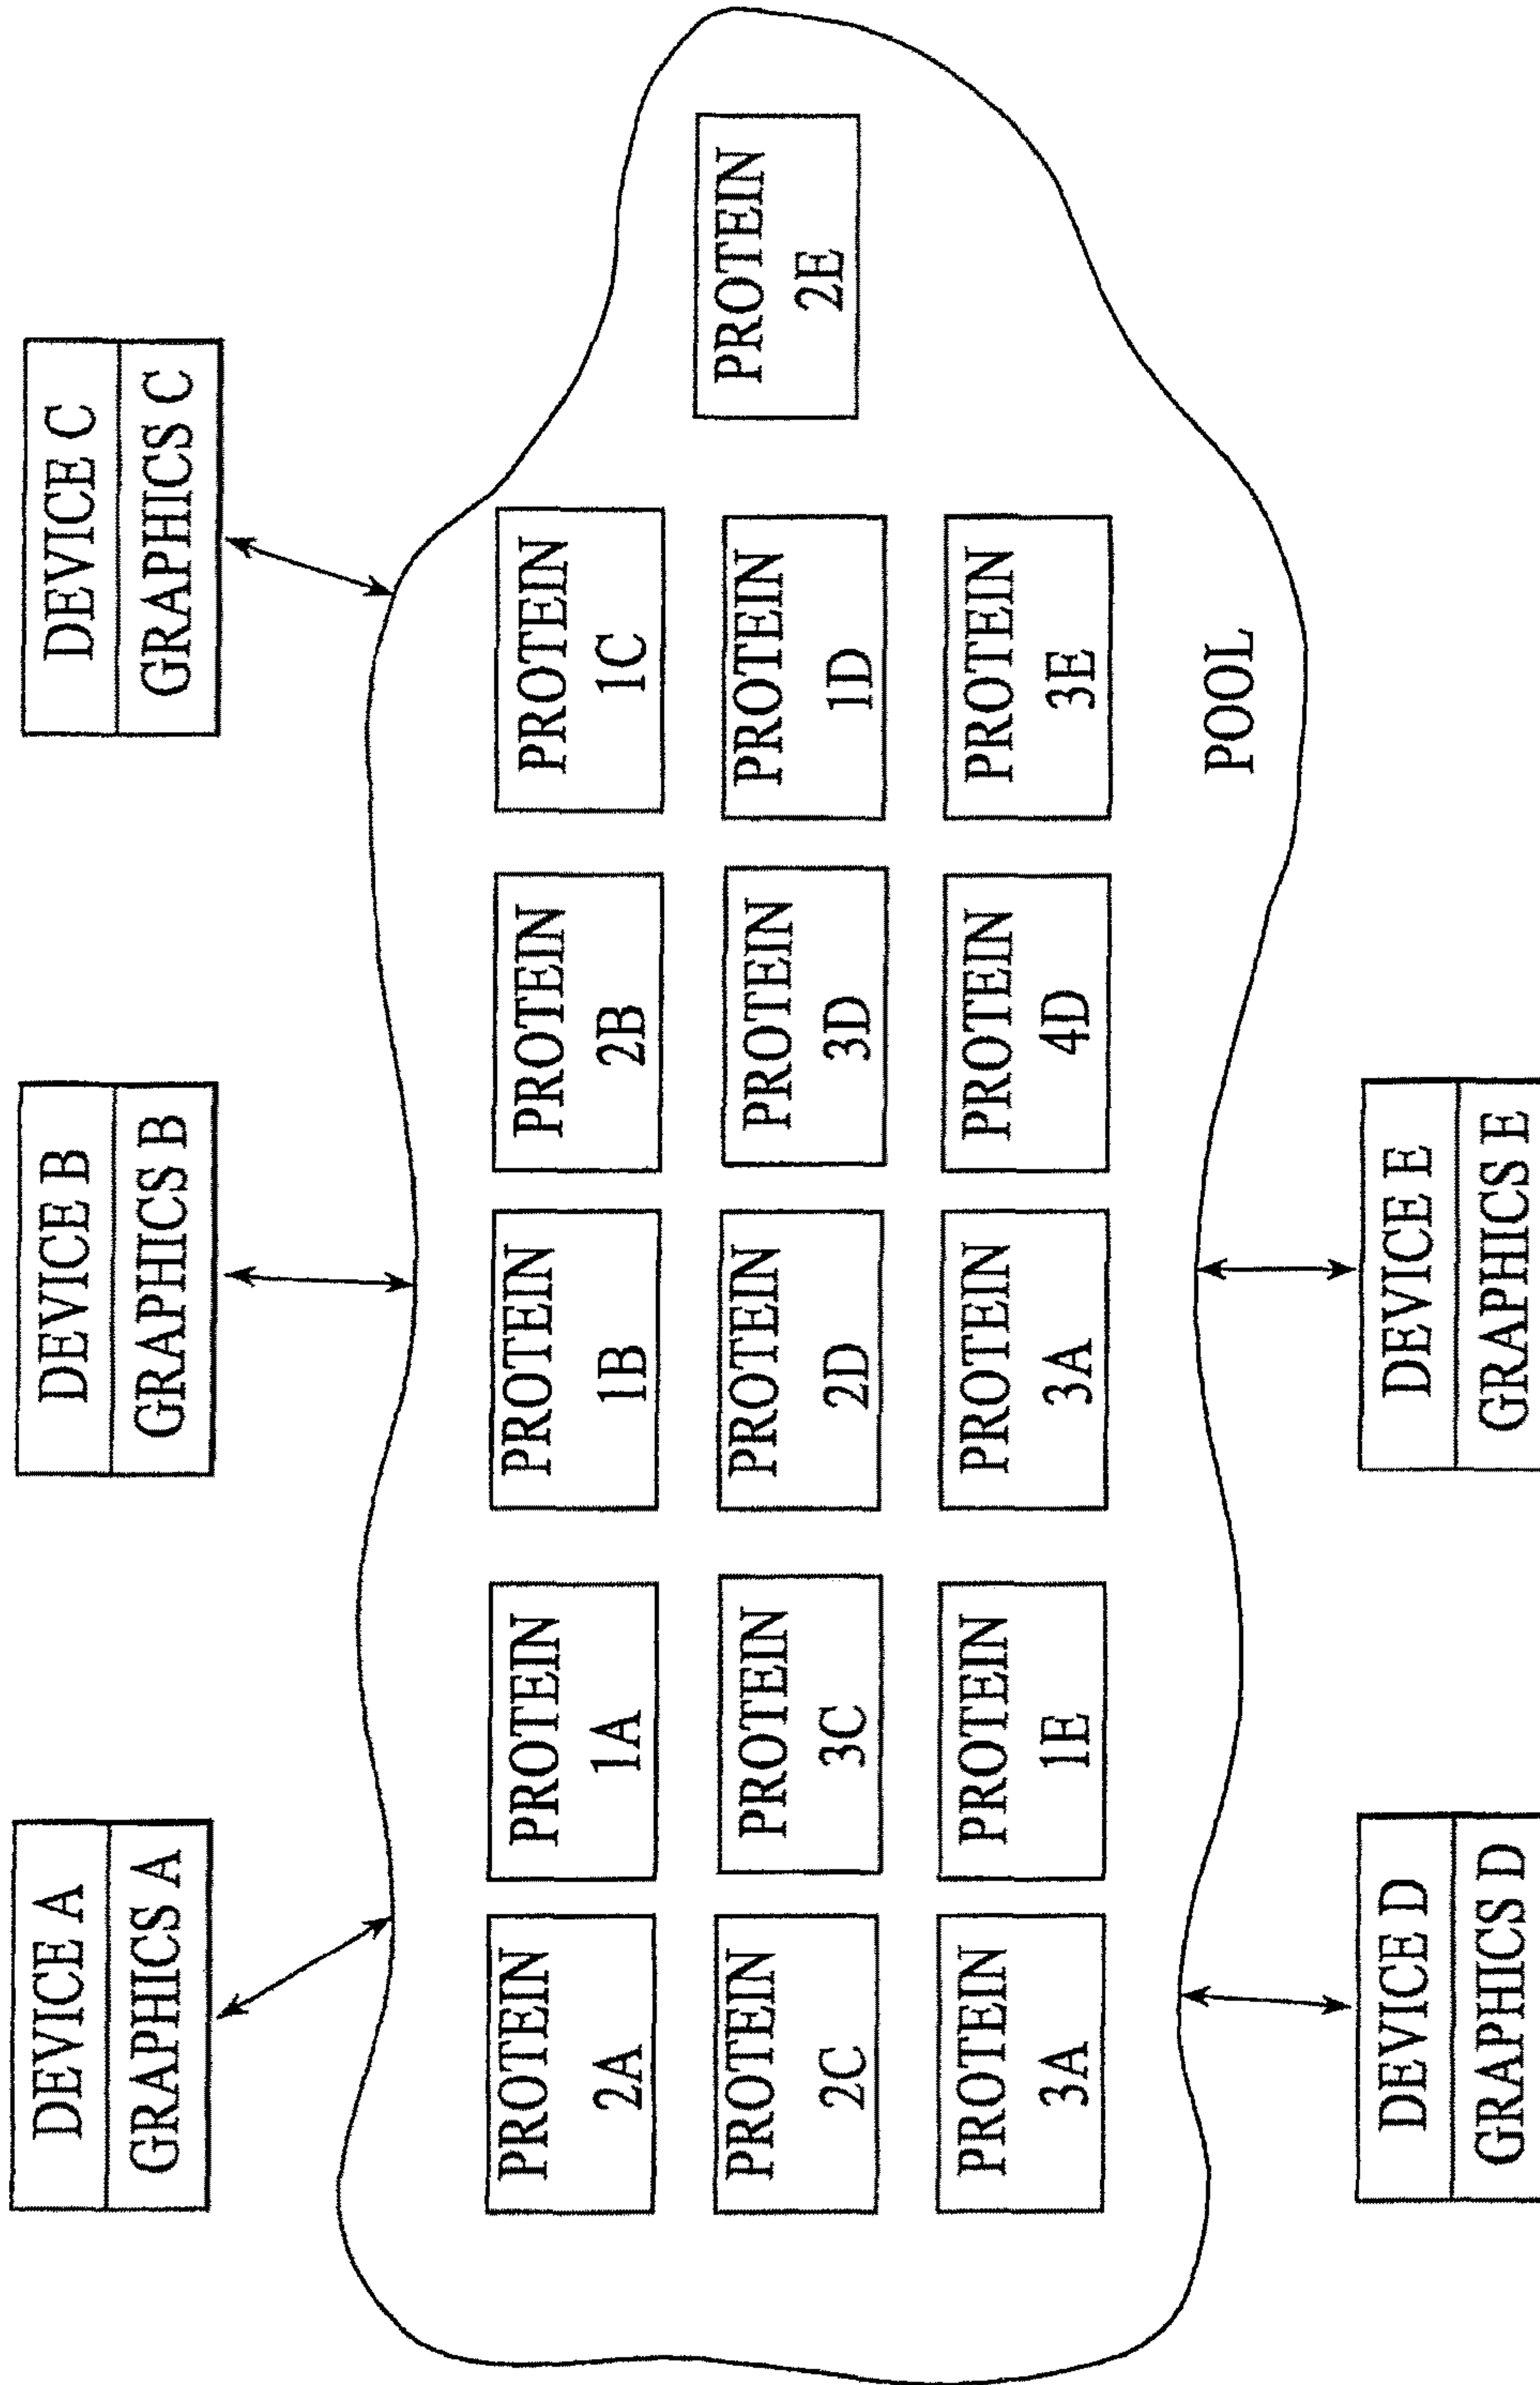 DEVICE A
GRAPHICS A
DEVICE B
GRAPHICS B
DEVICE C
GRAPHICS C
PROTEIN
2A
PROTEIN
1A
PROTEIN
1B
PROTEIN
2B
PROTEIN
1C
PROTEIN
2C
PROTEIN
3C
PROTEIN
2D
PROTEIN
3D
PROTEIN
1D
PROTEIN
2E
PROTEIN
3A
PROTEIN
1E
PROTEIN
3A
PROTEIN
4D
PROTEIN
3E
POOL
DEVICE D
GRAPHICS D
DEVICE E
GRAPHICS E